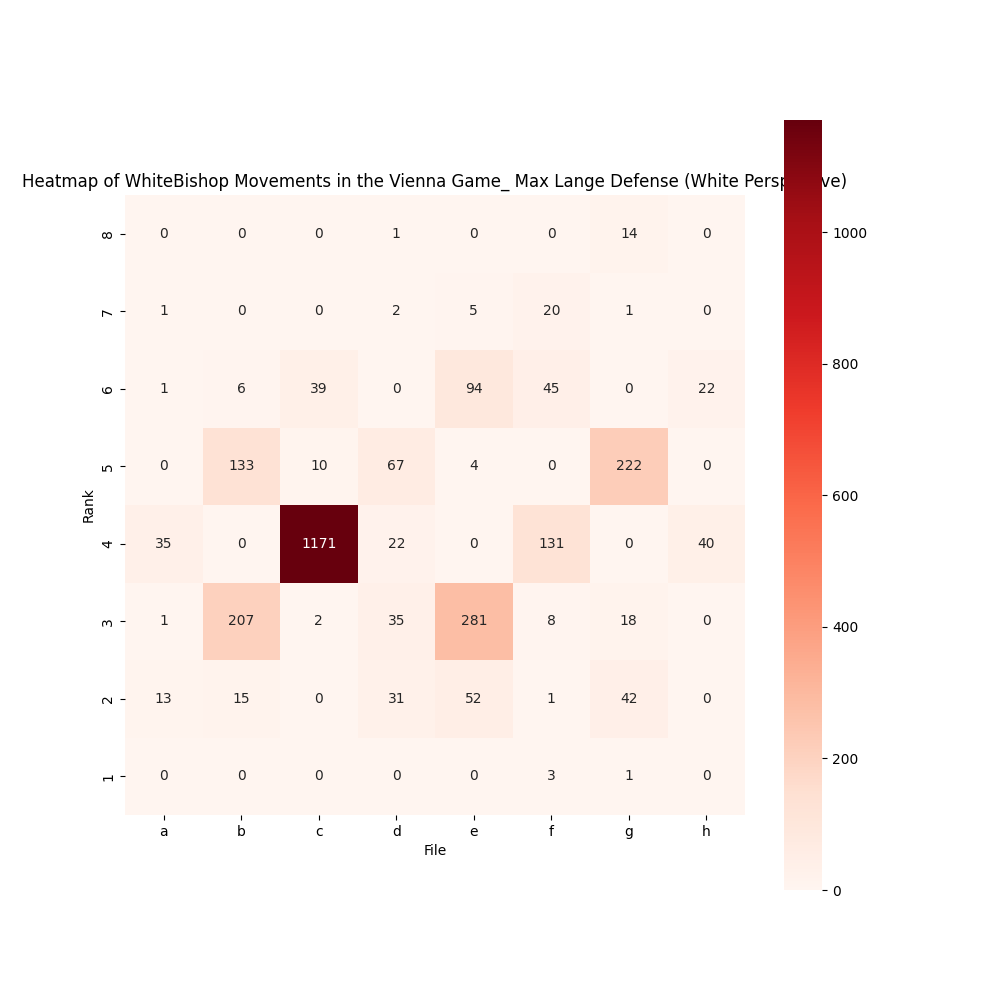 Heatmap of WhiteBishop Movements in the Vienna Game_ Max Lange Defense (White Persp ve)
1000
800
600
400
200
0
Rank
8 0 0 0 1 0 0 14 0
7 1 0 0 2 5 20 1 0
6 1 6 39 0 94 45 0 22
5 0 133 10 67 4 0 222 0
4 35 0 1171 22 0 131 0 40
3 1 207 2 35 281 8 18 0
2 13 15 0 31 52 1 42 0
1 0 0 0 0 0 3 1 0
a b c d e f g h
File